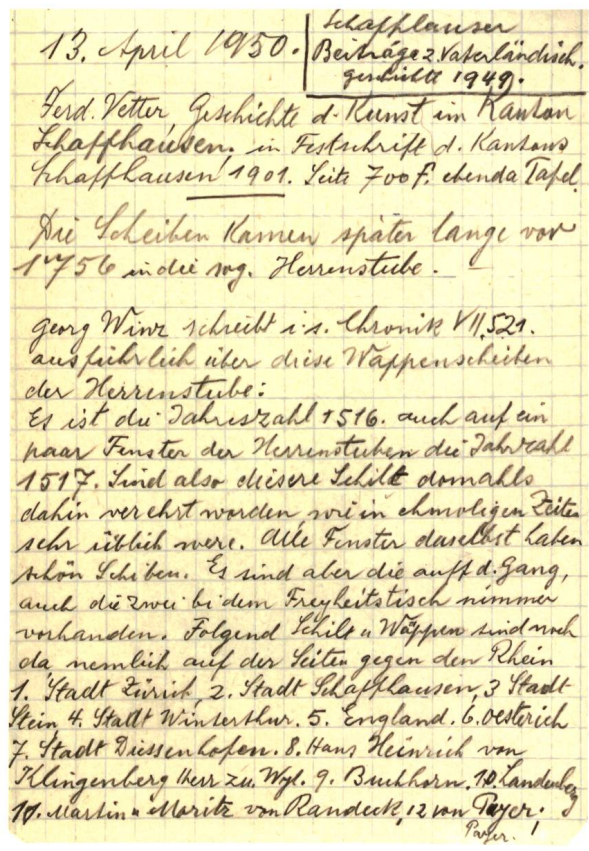 13. April 1950.
Schaffhauser
Beiträge z. Vaterländisch.
geschichte 1949.
Ferd. Vetter Geschichte d. Kunst im Kanton
Schaffhausen, in Festschrift d. Kantons
Schaffhausen 1901. Seite 700 f. ebenda Tafel
Die Scheiben kamen später lange vor
1756 in die sog. Herrenstube.
Georg Winz schreibt i. s. Chronik VII, 521.
ausführlich über diese Wappenscheiben
der Herrenstube:
Es ist die Jahreszahl 1516. auch auf ein
paar Fenster der Herrenstuben die Jahrzahl
1517. Sind also diesere Schilt domahls
dahin verehrt worden, wie in ehmoligen Zeiten
sehr üblich were. Alle Fenster daselbst haben
schön Schiben. Es sind aber die auff d. Gang,
auch die zwei bi dem Freyheitstisch nimmer
vorhanden. Folgend Schilt u Wappen sind noch
da nemlich auf der Seiten gegen den Rhein
1. Stadt Zürich, 2. Stadt Schaffhausen, 3 Stadt
Stein 4. Statt Winterthur. 5. England. 6. Oesterich
7. Stadt Diessenhofen. 8. Hans Heinrich von
Klingenberg Herr zu Wyl. 9. Buchhorn. 10. Landenberg
11. Martin u Moritz von Randeck, 12 von Payer.
Payer. !